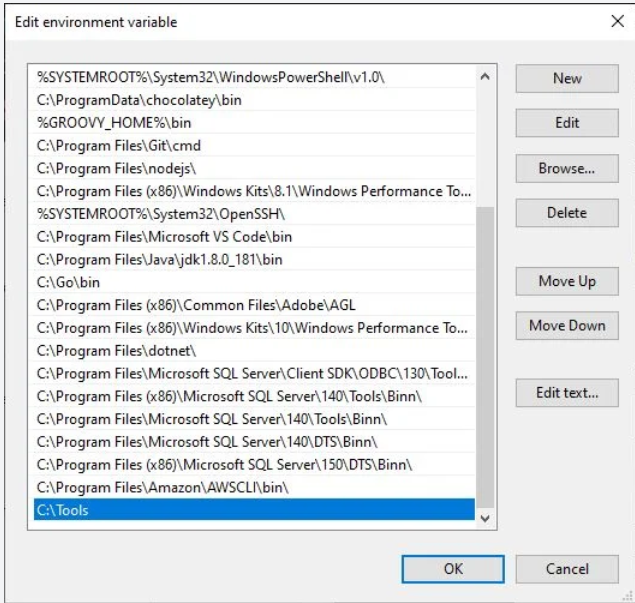 Edit environment variable
%SYSTEMROOT%\System32\WindowsPowerShell\v1.0\
C:\ProgramData\chocolatey\bin
%GROOVY_HOME%\bin
C:\Program Files\Git\cmd
C:\Program Files\nodejs\
C:\Program Files (x86)\Windows Kits\8.1\Windows Performance To...
%SYSTEMROOT%\System32\OpenSSH\
C:\Program Files\Microsoft VS Code\bin
C:\Program Files\Java\jdk1.8.0_181\bin
C:\Go\bin
C:\Program Files (x86)\Common Files\Adobe\AGL
C:\Program Files (x86)\Windows Kits\10\Windows Performance To...
C:\Program Files\dotnet\
C:\Program Files\Microsoft SQL Server\Client SDK\ODBC\130\Tool...
C:\Program Files (x86)\Microsoft SQL Server\140\Tools\Binn\
C:\Program Files\Microsoft SQL Server\140\Tools\Binn\
C:\Program Files\Microsoft SQL Server\140\DTS\Binn\
C:\Program Files (x86)\Microsoft SQL Server\150\DTS\Binn\
C:\Program Files\Amazon\AWSCLI\bin\
C:\Tools
New
Edit
Browse...
Delete
Move Up
Move Down
Edit text...
OK
Cancel